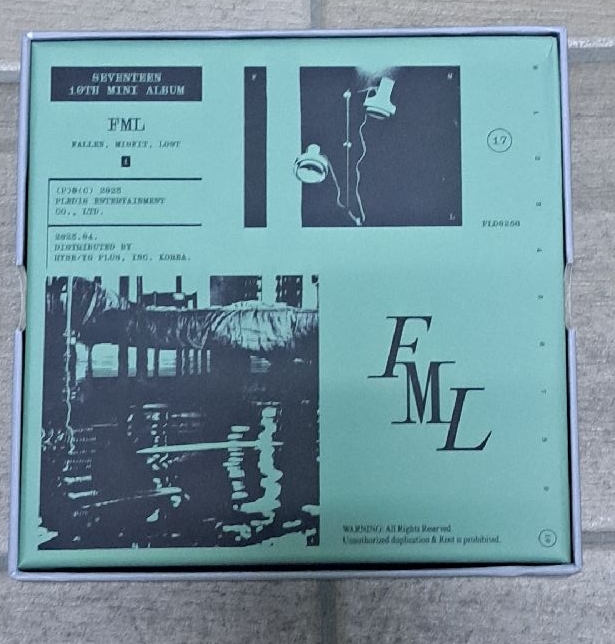 SEVENTEEN
10TH MINI ALBUM
FML
FALLEN, MISFIT, LOST
(P)&(C) 2023
PLEDIS ENTERTAINMENT
CO., LTD.
2023.04.
DISTRIBUTED BY
HYBE/YG PLUS, INC. KOREA.
F
M
L
17
PLD0256
FML
WARNING: All Rights Reserved.
Unauthorized duplication & Rent is prohibited.